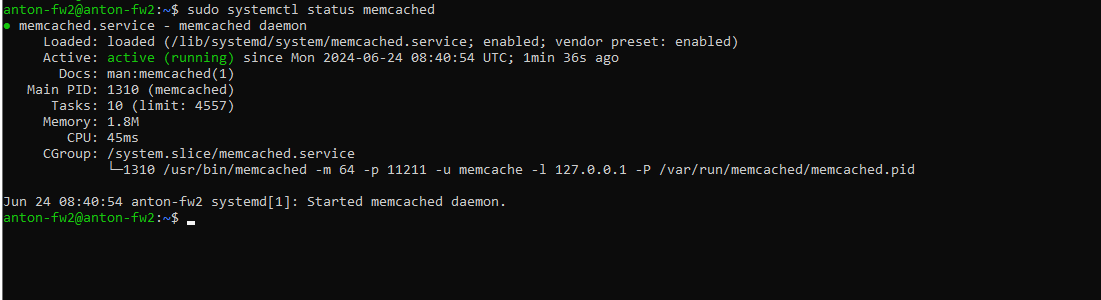 anton-fw2@anton-fw2:~$ sudo systemctl status memcached
● memcached.service - memcached daemon
     Loaded: loaded (/lib/systemd/system/memcached.service; enabled; vendor preset: enabled)
     Active: active (running) since Mon 2024-06-24 08:40:54 UTC; 1min 36s ago
       Docs: man:memcached(1)
   Main PID: 1310 (memcached)
      Tasks: 10 (limit: 4557)
     Memory: 1.8M
        CPU: 45ms
     CGroup: /system.slice/memcached.service
             └─1310 /usr/bin/memcached -m 64 -p 11211 -u memcache -l 127.0.0.1 -P /var/run/memcached/memcached.pid
Jun 24 08:40:54 anton-fw2 systemd[1]: Started memcached daemon.
anton-fw2@anton-fw2:~$